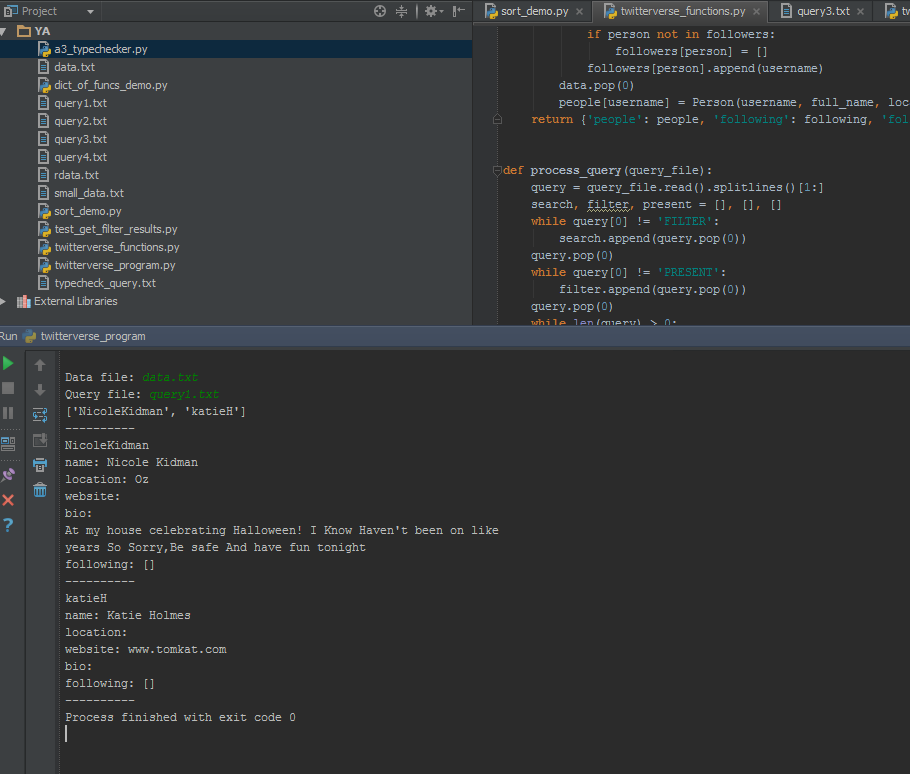 Project
YA
a3_typechecker.py
data.txt
dict_of_funcs_demo.py
query1.txt
query2.txt
query3.txt
query4.txt
rdata.txt
small_data.txt
sort_demo.py
test_get_filter_results.py
twitterverse_functions.py
twitterverse_program.py
typecheck_query.txt
External Libraries
sort_demo.py
twitterverse_functions.py
query3.txt
tw
if person not in followers:
followers[person] = []
followers[person].append(username)
data.pop(0)
people[username] = Person(username, full_name, loc
return {'people': people, 'following': following, 'fol
def process_query(query_file):
query = query_file.read().splitlines()[1:]
search, filter, present = [], [], []
while query[0] != 'FILTER':
search.append(query.pop(0))
query.pop(0)
while query[0] != 'PRESENT':
filter.append(query.pop(0))
query.pop(0)
while len(query) > 0:
Run twitterverse_program
Data file: data.txt
Query file: query1.txt
['NicoleKidman', 'katieH']
----------
NicoleKidman
name: Nicole Kidman
location: Oz
website:
bio:
At my house celebrating Halloween! I Know Haven't been on like
years So Sorry,Be safe And have fun tonight
following: []
----------
katieH
name: Katie Holmes
location:
website: www.tomkat.com
bio:
following: []
----------
Process finished with exit code 0